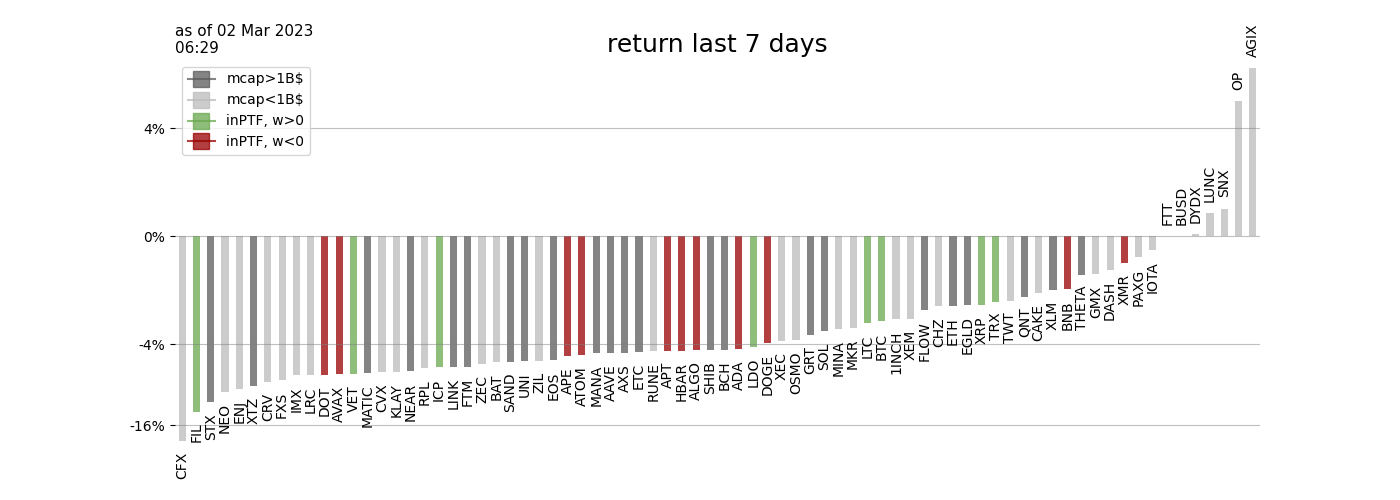 as of 02 Mar 2023
06:29
return last 7 days
mcap>1B$
mcap<1B$
inPTF, w>0
inPTF, w<0
4%
0%
-4%
-16%
CFX
FIL
STX
NEO
ENJ
XTZ
CRV
FXS
IMX
LRC
DOT
AVAX
VET
MATIC
CVX
KLAY
NEAR
RPL
ICP
LINK
FTM
ZEC
BAT
SAND
UNI
ZIL
EOS
APE
ATOM
MANA
AAVE
AXS
ETC
RUNE
APT
HBAR
ALGO
SHIB
BCH
ADA
LDO
DOGE
XEC
OSMO
GRT
SOL
MINA
MKR
LTC
BTC
1INCH
XEM
FLOW
CHZ
ETH
EGLD
XRP
TRX
TWT
QNT
CAKE
XLM
BNB
THETA
GMX
DASH
XMR
PAXG
IOTA
FTT
BUSD
DYDX
LUNC
SNX
OP
AGIX